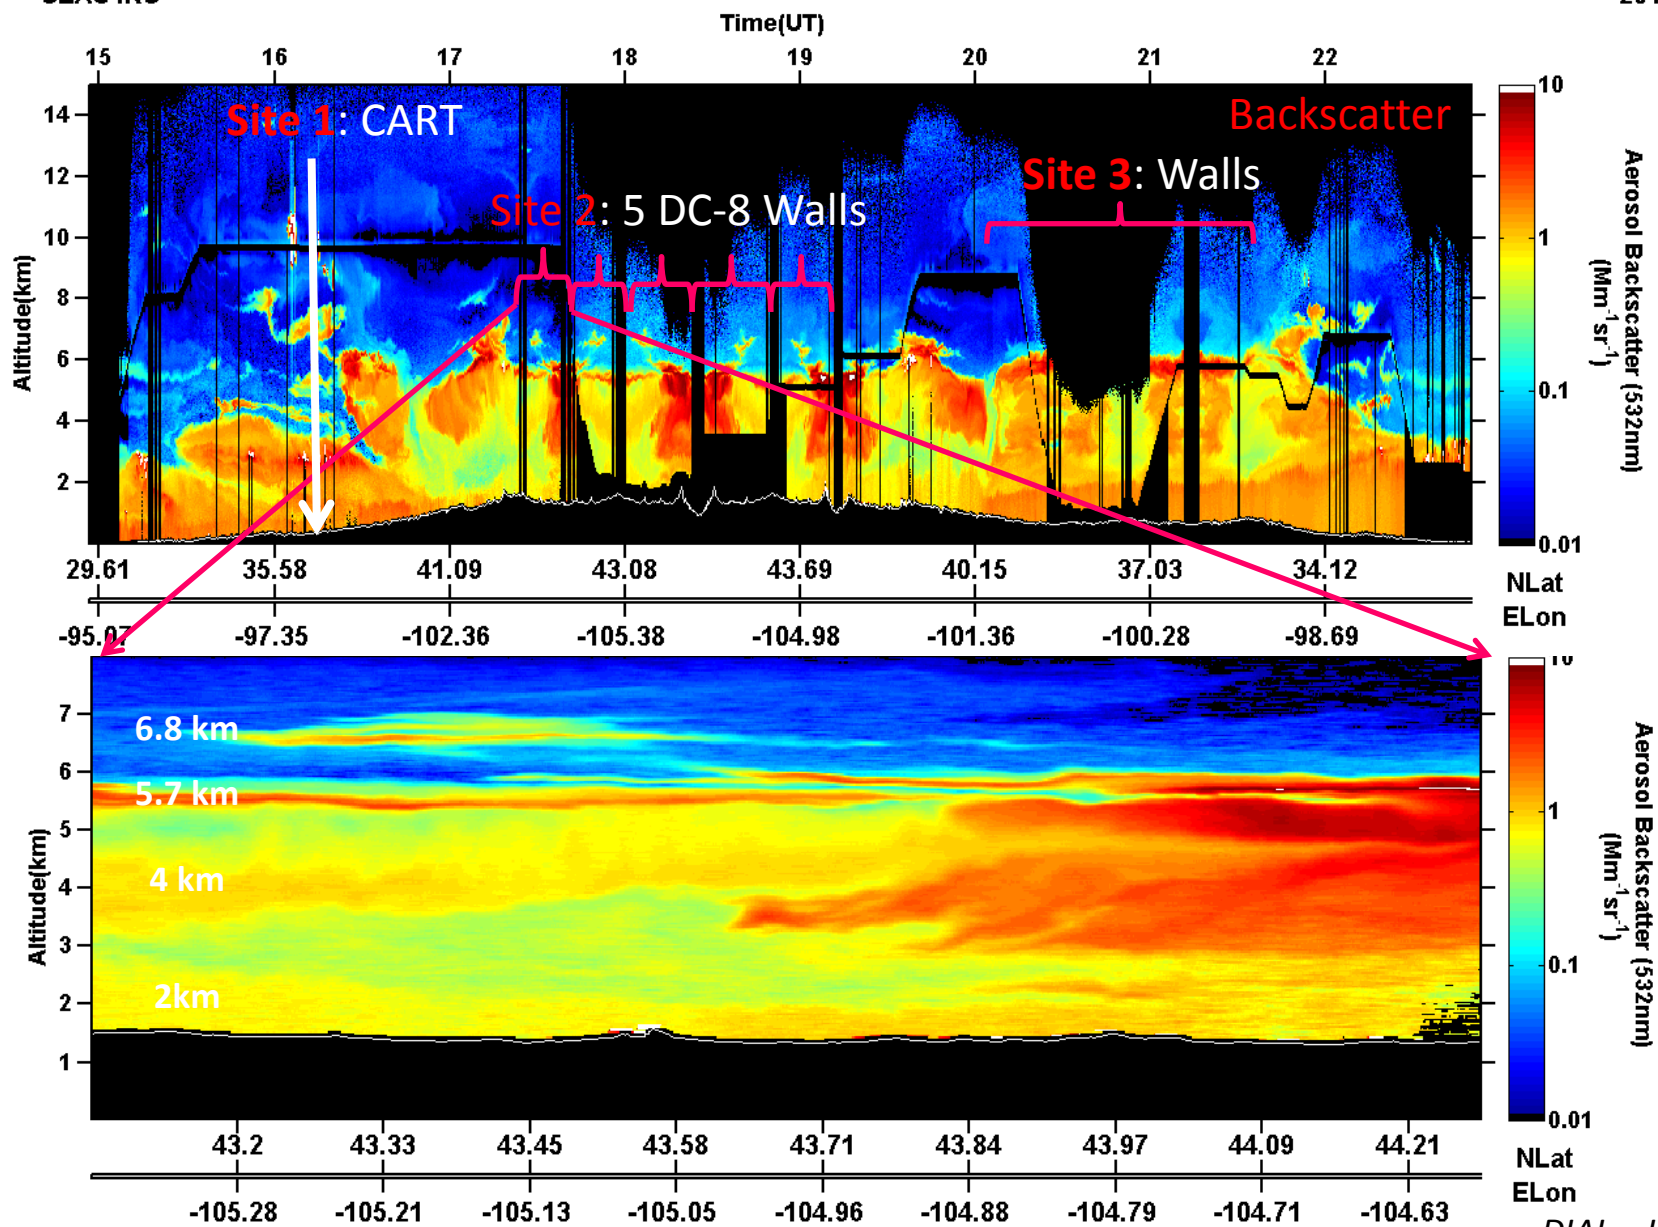 Time(UT)
15 16 17 18 19 20 21 22
Site 1: CART
Backscatter
Site 2: 5 DC-8 Walls
Site 3: Walls
14
12
10
8
6
4
2
Altitude(km)
10
1
0.1
0.01
Aerosol Backscatter (532nm)
(Mm-1sr-1)
29.61 35.58 41.09 43.08 43.69 40.15 37.03 34.12 NLat
-95.07 -97.35 -102.36 -105.38 -104.98 -101.36 -100.28 -98.69 ELon
7
6
5
4
3
2
1
Altitude(km)
6.8 km
5.7 km
4 km
2km
10
1
0.1
0.01
Aerosol Backscatter (532nm)
(Mm-1sr-1)
43.2 43.33 43.45 43.58 43.71 43.84 43.97 44.09 44.21 NLat
-105.28 -105.21 -105.13 -105.05 -104.96 -104.88 -104.79 -104.71 -104.63 ELon